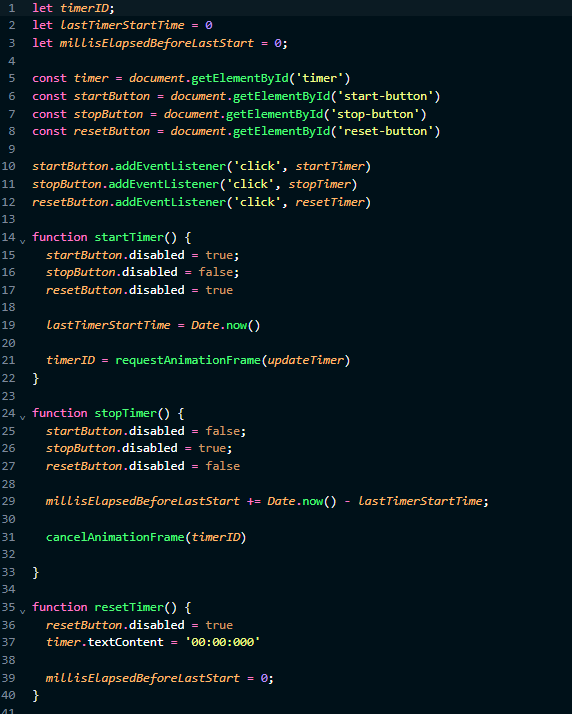 1 let timerID;
2 let lastTimerStartTime = 0
3 let millisElapsedBeforeLastStart = 0;
4
5 const timer = document.getElementById('timer')
6 const startButton = document.getElementById('start-button')
7 const stopButton = document.getElementById('stop-button')
8 const resetButton = document.getElementById('reset-button')
9
10 startButton.addEventListener('click', startTimer)
11 stopButton.addEventListener('click', stopTimer)
12 resetButton.addEventListener('click', resetTimer)
13
14 function startTimer() {
15   startButton.disabled = true;
16   stopButton.disabled = false;
17   resetButton.disabled = true
18
19   lastTimerStartTime = Date.now()
20
21   timerID = requestAnimationFrame(updateTimer)
22 }
23
24 function stopTimer() {
25   startButton.disabled = false;
26   stopButton.disabled = true;
27   resetButton.disabled = false
28
29   millisElapsedBeforeLastStart += Date.now() - lastTimerStartTime;
30
31   cancelAnimationFrame(timerID)
32
33 }
34
35 function resetTimer() {
36   resetButton.disabled = true
37   timer.textContent = '00:00:000'
38
39   millisElapsedBeforeLastStart = 0;
40 }
41